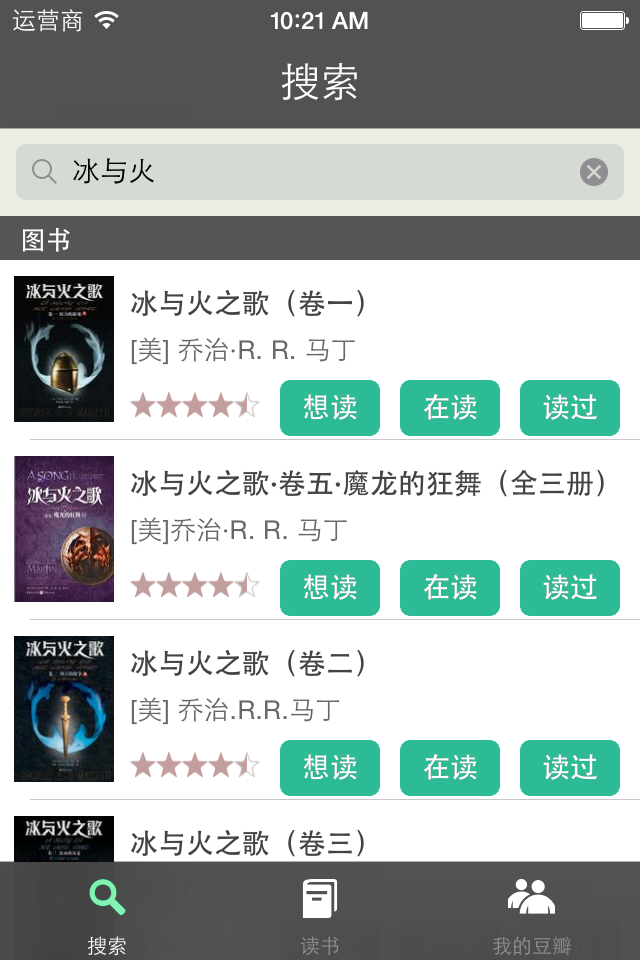 运营商
10:21 AM
搜索
冰与火
图书
冰与火之歌
冰与火之歌（卷一）
[美] 乔治·R. R. 马丁
想读
在读
读过
A SONG
冰与火之歌
MARTIN
冰与火之歌·卷五·魔龙的狂舞（全三册）
[美]乔治·R. R. 马丁
想读
在读
读过
冰与火之歌
冰与火之歌（卷二）
[美] 乔治.R.R.马丁
想读
在读
读过
冰与火之歌
冰与火之歌（卷三）
搜索
读书
我的豆瓣